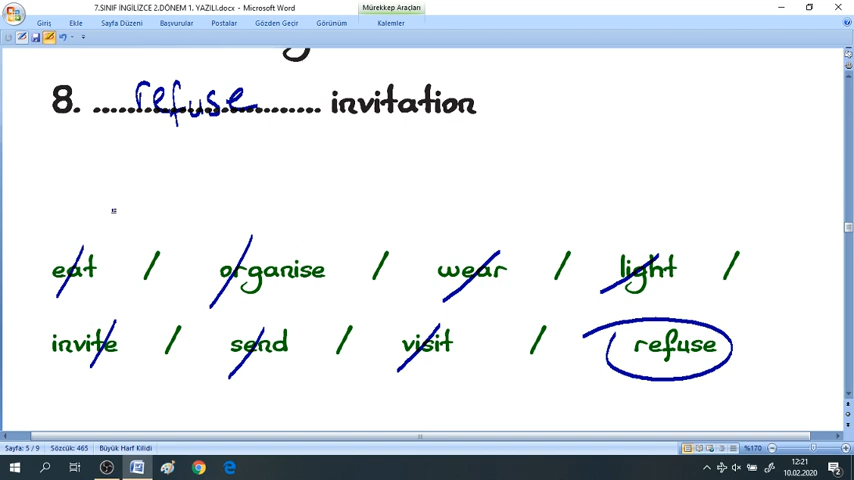 7.SINIF İNGİLİZCE 2.DÖNEM 1. YAZILI.docx - Microsoft Word
Mürekkep Araçları
Giriş Ekle Sayfa Düzeni Başvurular Postalar Gözden Geçir Görünüm Kalemler
8. ......refuse...... invitation
eat / organise / wear / light /
invite / send / visit / refuse
Sayfa: 5 / 9 Sözcük: 465 Büyük Harf Kilidi %170
12:21
10.02.2020
2